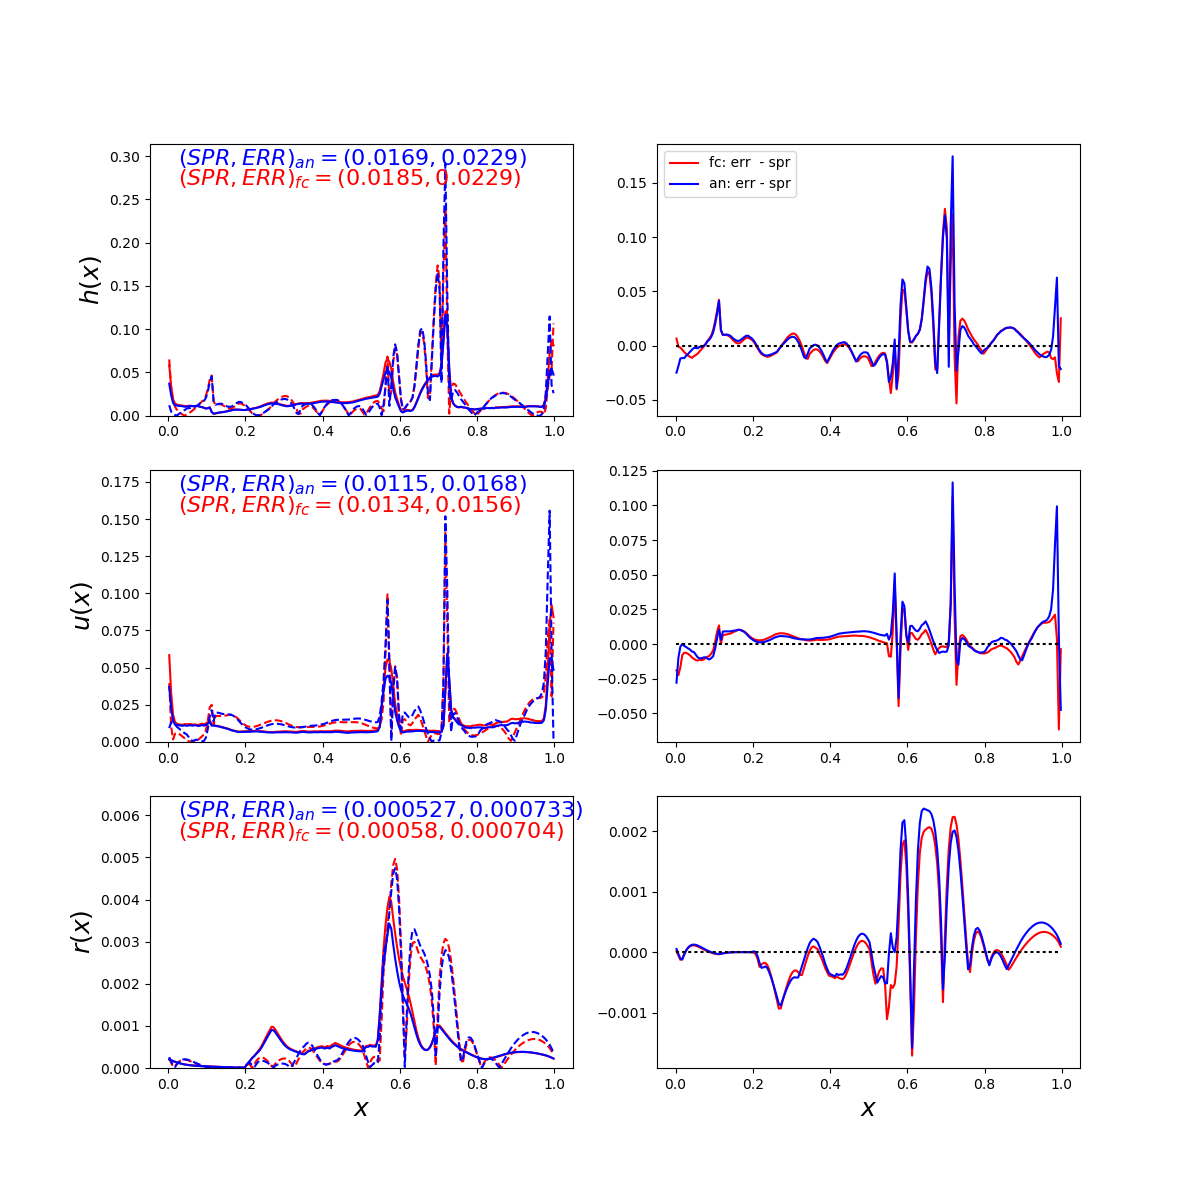 (SPR, ERR)an = (0.0169, 0.0229)
(SPR, ERR)fc = (0.0185, 0.0229)
h(x)
0.30
0.25
0.20
0.15
0.10
0.05
0.00
0.0 0.2 0.4 0.6 0.8 1.0
fc: err - spr
an: err - spr
0.15
0.10
0.05
0.00
−0.05
0.0 0.2 0.4 0.6 0.8 1.0
(SPR, ERR)an = (0.0115, 0.0168)
(SPR, ERR)fc = (0.0134, 0.0156)
u(x)
0.175
0.150
0.125
0.100
0.075
0.050
0.025
0.000
0.0 0.2 0.4 0.6 0.8 1.0
0.125
0.100
0.075
0.050
0.025
0.000
−0.025
−0.050
0.0 0.2 0.4 0.6 0.8 1.0
(SPR, ERR)an = (0.000527, 0.000733)
(SPR, ERR)fc = (0.00058, 0.000704)
r(x)
0.006
0.005
0.004
0.003
0.002
0.001
0.000
0.0 0.2 0.4 0.6 0.8 1.0
x
0.002
0.001
0.000
−0.001
0.0 0.2 0.4 0.6 0.8 1.0
x